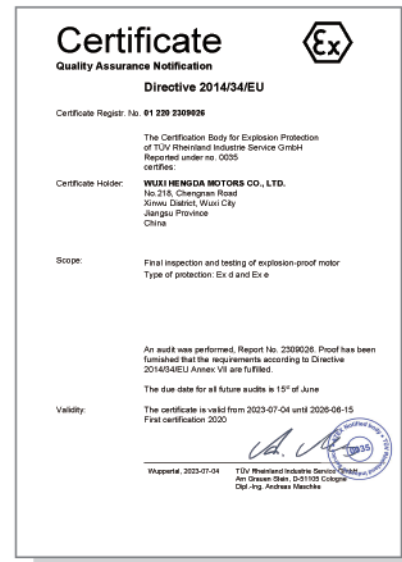 Certificate
Quality Assurance Notification
Directive 2014/34/EU
Certificate Registr. No. 01 220 2309026
The Certification Body for Explosion Protection
of TÜV Rheinland Industrie Service GmbH
Reported under no. 0035
certifies:
Certificate Holder: WUXI HENGDA MOTORS CO., LTD.
No.218, Chengnan Road
Xinwu District, Wuxi City
Jiangsu Province
China
Scope: Final inspection and testing of explosion-proof motor
Type of protection: Ex d and Ex e
An audit was performed, Report No. 2309026. Proof has been
furnished that the requirements according to Directive
2014/34/EU Annex VII are fulfilled.
The due date for all future audits is 15th of June
Validity: The certificate is valid from 2023-07-04 until 2026-06-15
First certification 2020
Wuppertal, 2023-07-04
TÜV Rheinland Industrie Service GmbH
Am Grauen Stein, D-51105 Cologne
Dipl.-Ing. Andreas Maschke
0035